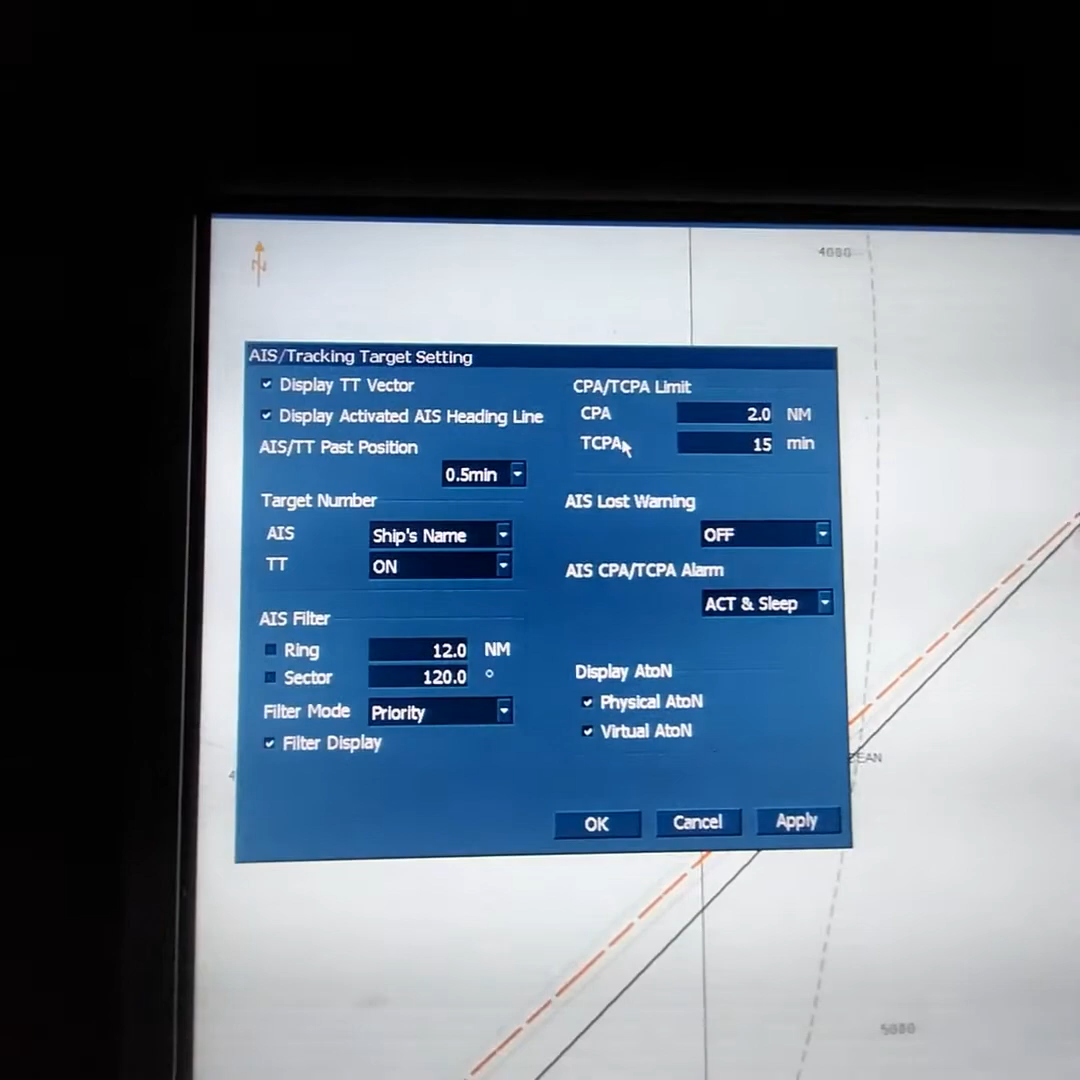 N
4000
AIS/Tracking Target Setting
Display TT Vector
Display Activated AIS Heading Line
AIS/TT Past Position
0.5min
Target Number
AIS Ship's Name
TT ON
AIS Filter
Ring 12.0 NM
Sector 120.0 °
Filter Mode Priority
Filter Display
CPA/TCPA Limit
CPA 2.0 NM
TCPA 15 min
AIS Lost Warning
OFF
AIS CPA/TCPA Alarm
ACT & Sleep
Display AtoN
Physical AtoN
Virtual AtoN
OK Cancel Apply
5000